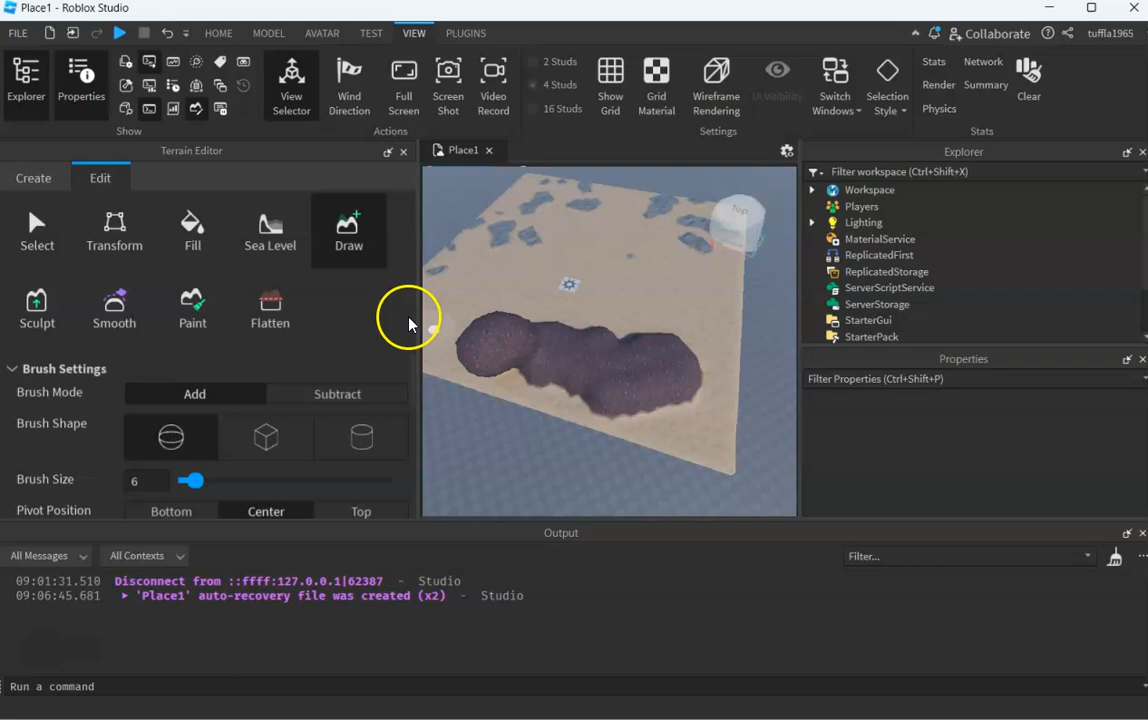 Place1 - Roblox Studio
FILE HOME MODEL AVATAR TEST VIEW PLUGINS Collaborate tuffla1965
Explorer Properties View Selector Wind Direction Full Screen Screen Shot Video Record 2 Studs 4 Studs 16 Studs Show Grid Grid Material Wireframe Rendering UI Visibility Switch Windows Selection Style Stats Network Render Summary Physics Clear
Show Actions Settings Stats
Terrain Editor
Create Edit
Select Transform Fill Sea Level Draw
Sculpt Smooth Paint Flatten
Brush Settings
Brush Mode Add Subtract
Brush Shape
Brush Size 6
Pivot Position Bottom Center Top
Place1
Top
Explorer
Filter workspace (Ctrl+Shift+X)
Workspace
Players
Lighting
MaterialService
ReplicatedFirst
ReplicatedStorage
ServerScriptService
ServerStorage
StarterGui
StarterPack
Properties
Filter Properties (Ctrl+Shift+P)
Output
All Messages All Contexts Filter...
09:01:31.510 Disconnect from ::ffff:127.0.0.1|62387 - Studio
09:06:45.681 'Place1' auto-recovery file was created (x2) - Studio
Run a command